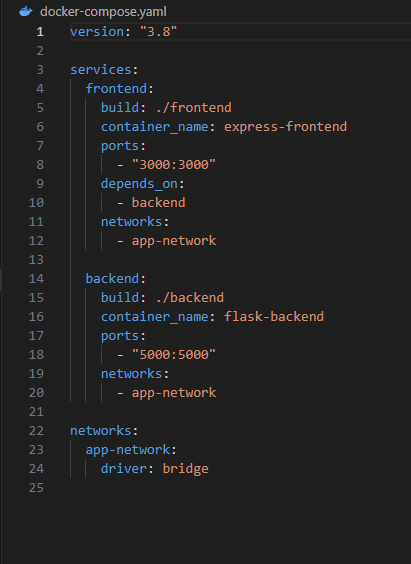 docker-compose.yaml
1 version: "3.8"
2
3 services:
4   frontend:
5     build: ./frontend
6     container_name: express-frontend
7     ports:
8       - "3000:3000"
9     depends_on:
10       - backend
11     networks:
12       - app-network
13
14   backend:
15     build: ./backend
16     container_name: flask-backend
17     ports:
18       - "5000:5000"
19     networks:
20       - app-network
21
22 networks:
23   app-network:
24     driver: bridge
25